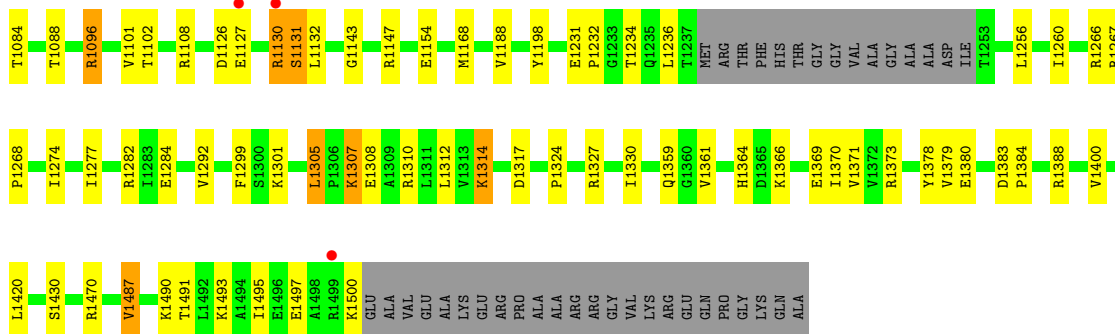 T1084 T1088 R1096 V1101 T1102 R1108 D1126 E1127 R1130 S1131 L1132 G1143 R1147 E1154 M1168 V1188 Y1198 E1231 P1232 G1233 T1234 Q1235 L1236 T1237 MET ARG THR PHE HIS THR GLY GLY VAL ALA GLY ALA ALA ASP ILE T1253 L1256 I1260 R1266 R1267
P1268 I1274 I1277 R1282 I1283 E1284 V1292 F1299 S1300 K1301 L1305 P1306 K1307 E1308 A1309 R1310 L1311 L1312 V1313 K1314 D1317 P1324 R1327 I1330 Q1359 G1360 V1361 H1364 D1365 K1366 E1369 I1370 V1371 V1372 R1373 Y1378 V1379 E1380 D1383 P1384 R1388 V1400
L1420 S1430 R1470 V1487 K1490 T1491 L1492 K1493 A1494 I1495 E1496 E1497 A1498 R1499 K1500 GLU ALA VAL GLU ALA LYS GLU ARG PRO ALA ALA ARG ARG GLY VAL LYS ARG GLU GLN PRO GLY LYS GLN ALA